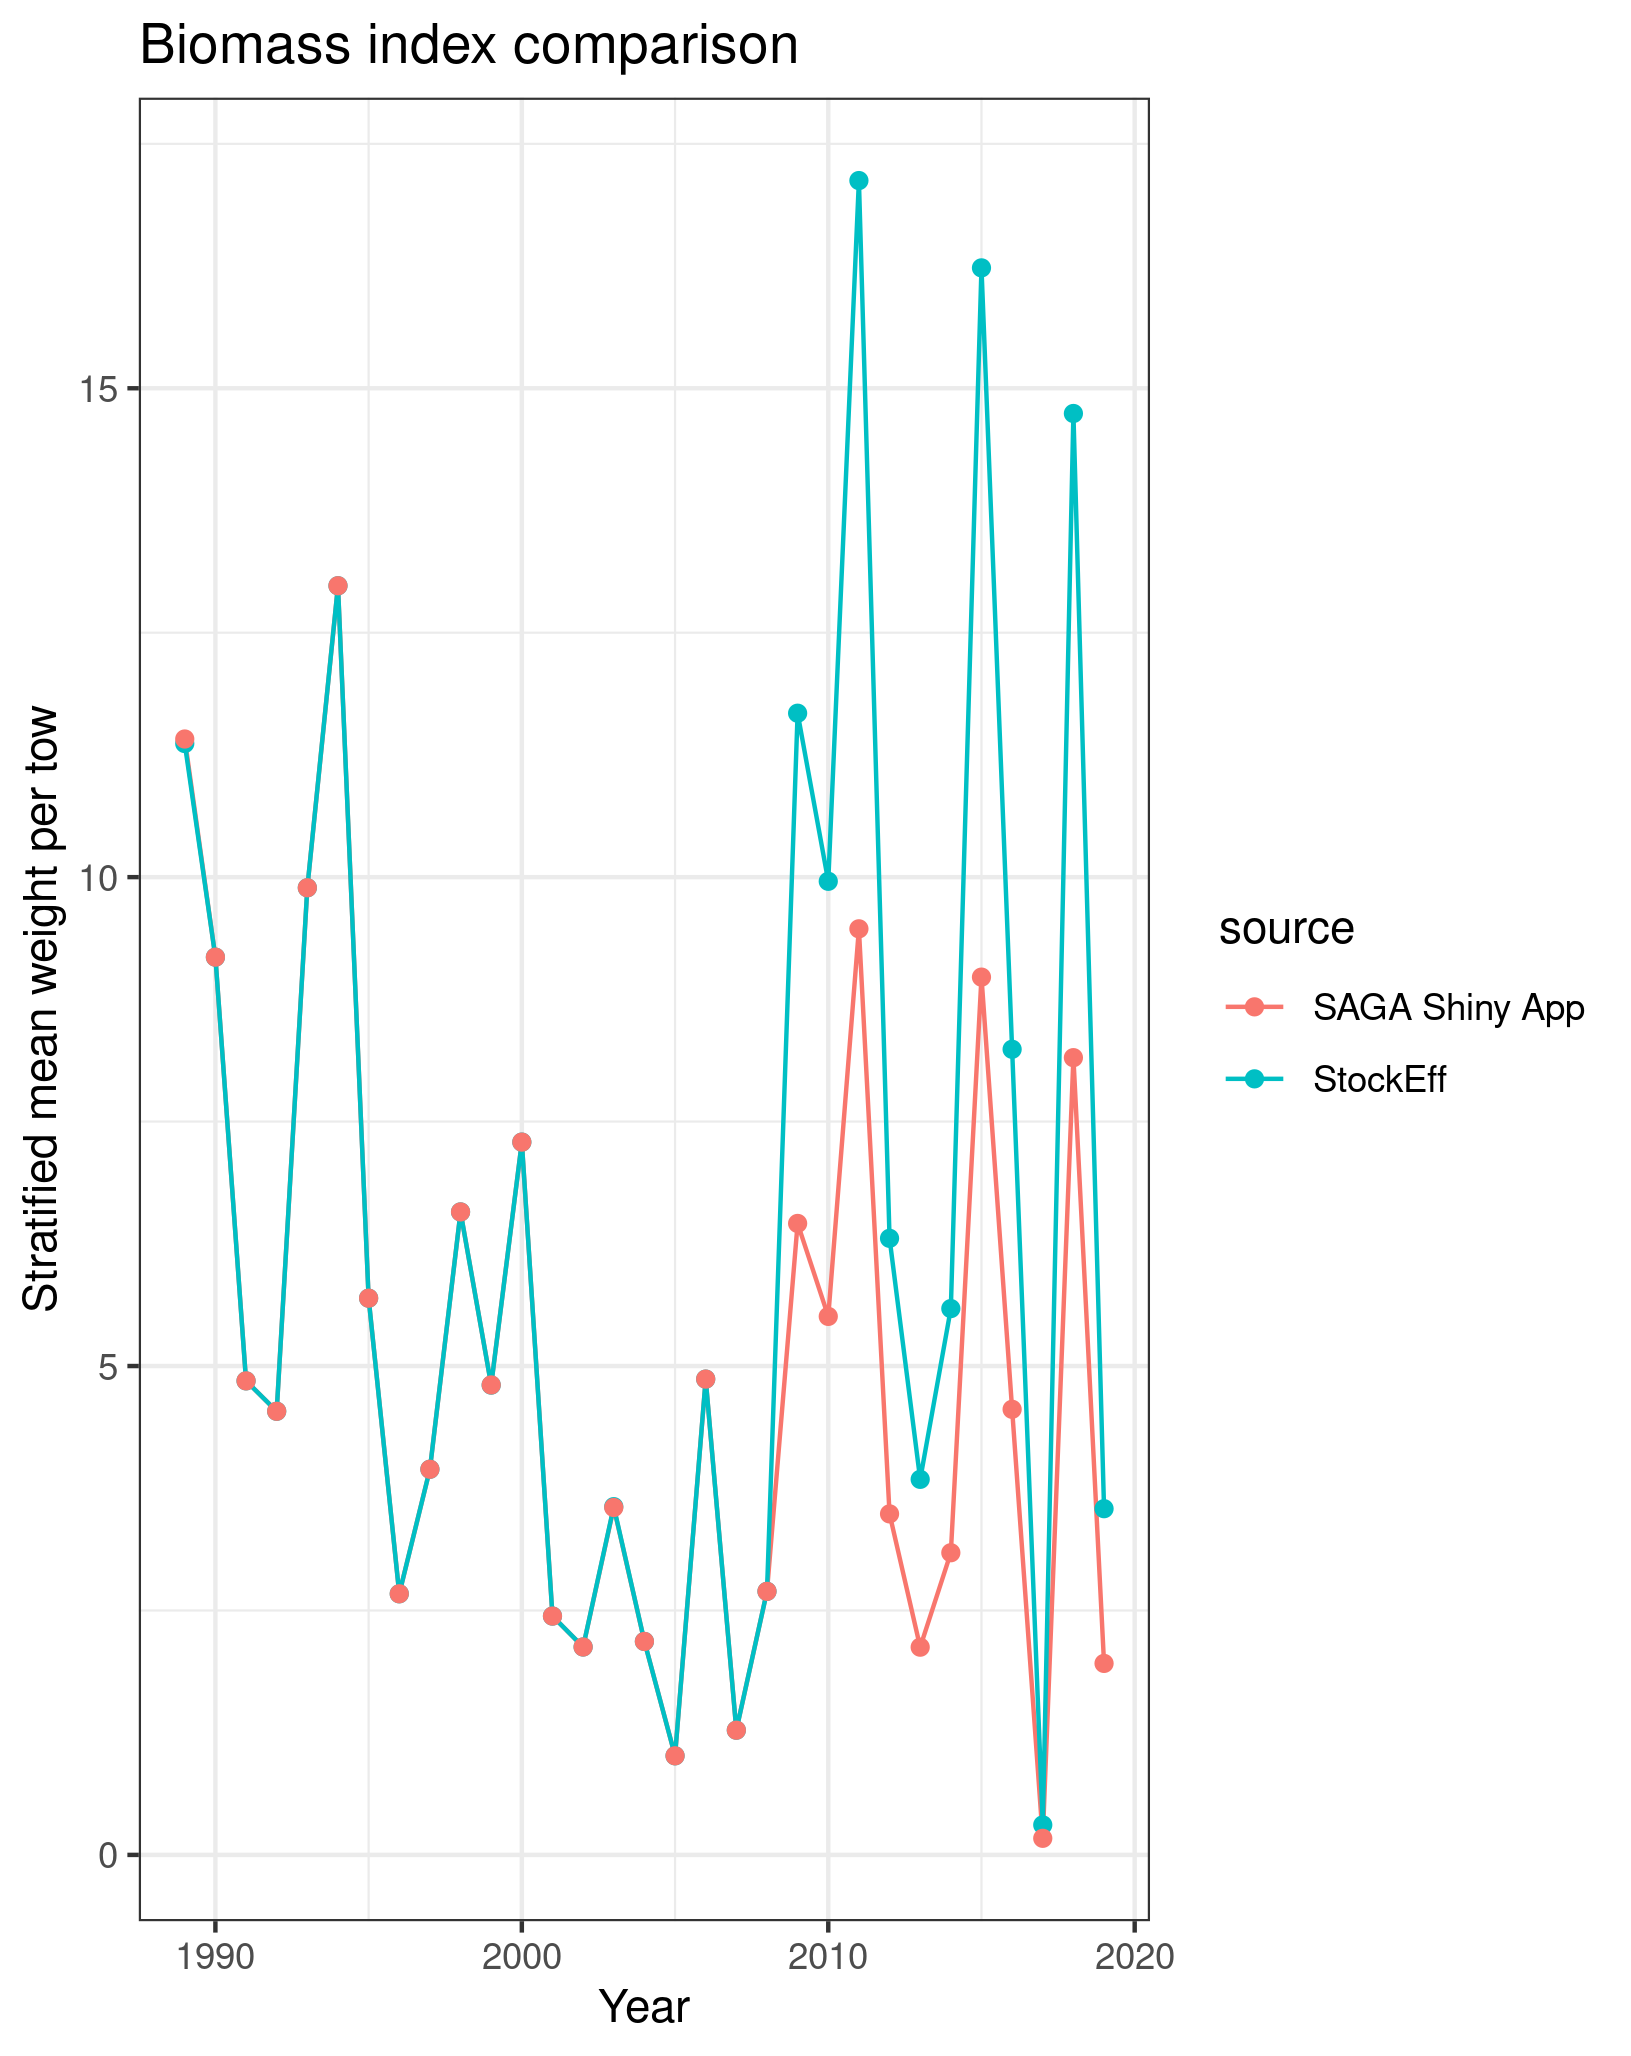 Biomass index comparison
Stratified mean weight per tow
15
10
5
0
1990
2000
2010
2020
Year
source
SAGA Shiny App
StockEff